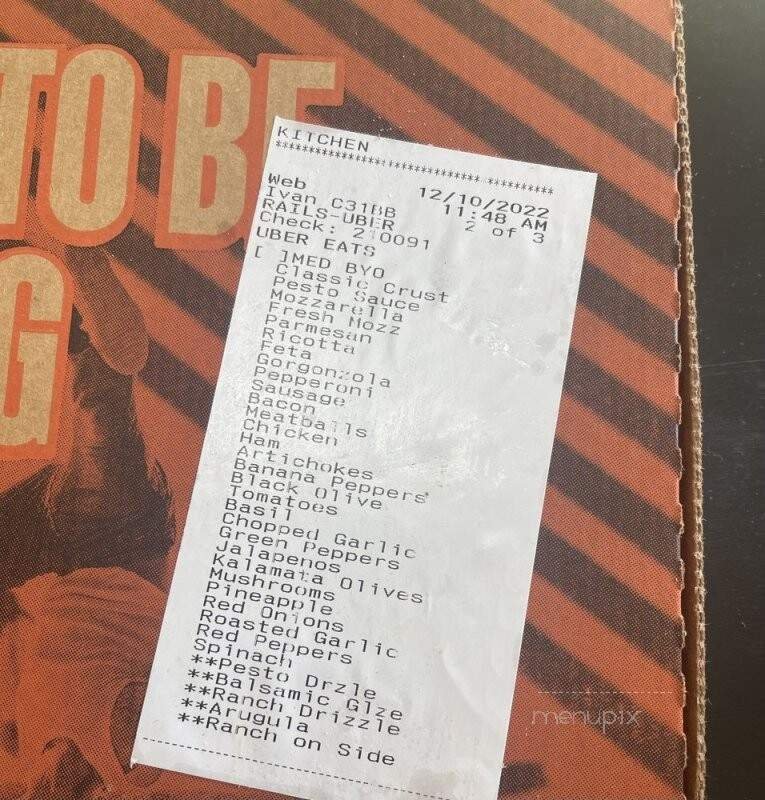 TO BE
G
KITCHEN
****************************************
Web 12/10/2022
Ivan C31BB 11:48 AM
RAILS-UBER 2 of 3
Check: 210091
UBER EATS
[ ]MED BYO
Classic Crust
Pesto Sauce
Mozzarella
Fresh Mozz
Parmesan
Ricotta
Feta
Gorgonzola
Pepperoni
Sausage
Bacon
Meatballs
Chicken
Ham
Artichokes
Banana Peppers
Black Olive
Tomatoes
Basil
Chopped Garlic
Green Peppers
Jalapenos
Kalamata Olives
Mushrooms
Pineapple
Red Onions
Roasted Garlic
Red Peppers
Spinach
**Pesto Drzle
**Balsamic Glze
**Ranch Drizzle
**Arugula
**Ranch on Side
menupix